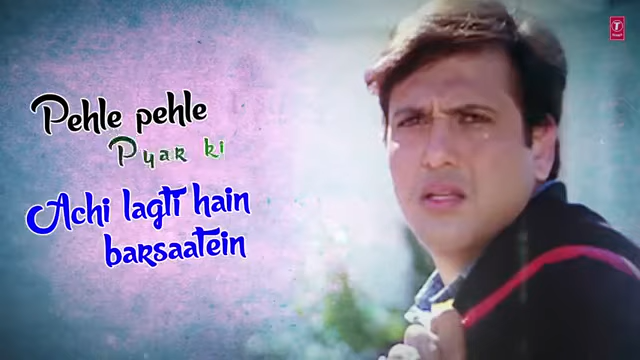 Pehle pehle
Pyar ki
Achi lagti hain
barsaatein